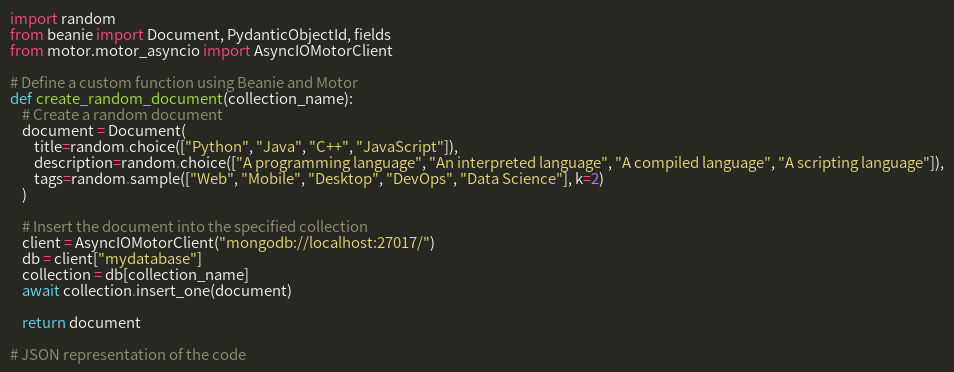 import random
from beanie import Document, PydanticObjectId, fields
from motor.motor_asyncio import AsyncIOMotorClient

# Define a custom function using Beanie and Motor
def create_random_document(collection_name):
    # Create a random document
    document = Document(
        title=random.choice(["Python", "Java", "C++", "JavaScript"]),
        description=random.choice(["A programming language", "An interpreted language", "A compiled language", "A scripting language"]),
        tags=random.sample(["Web", "Mobile", "Desktop", "DevOps", "Data Science"], k=2)
    )

    # Insert the document into the specified collection
    client = AsyncIOMotorClient("mongodb://localhost:27017/")
    db = client["mydatabase"]
    collection = db[collection_name]
    await collection.insert_one(document)

    return document

# JSON representation of the code